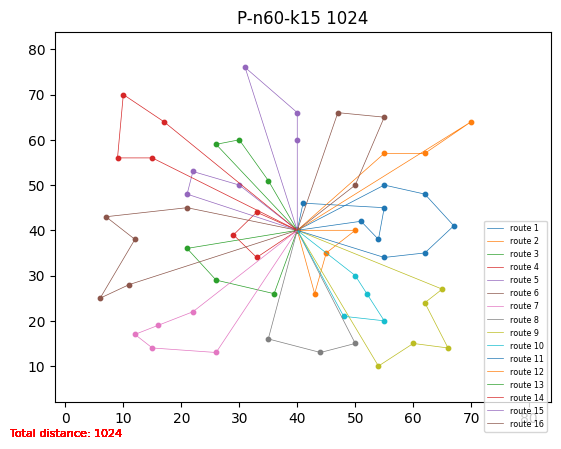 P-n60-k15 1024
80
70
60
50
40
30
20
10
0 10 20 30 40 50 60 70 80
route 1
route 2
route 3
route 4
route 5
route 6
route 7
route 8
route 9
route 10
route 11
route 12
route 13
route 14
route 15
route 16
Total distance: 1024